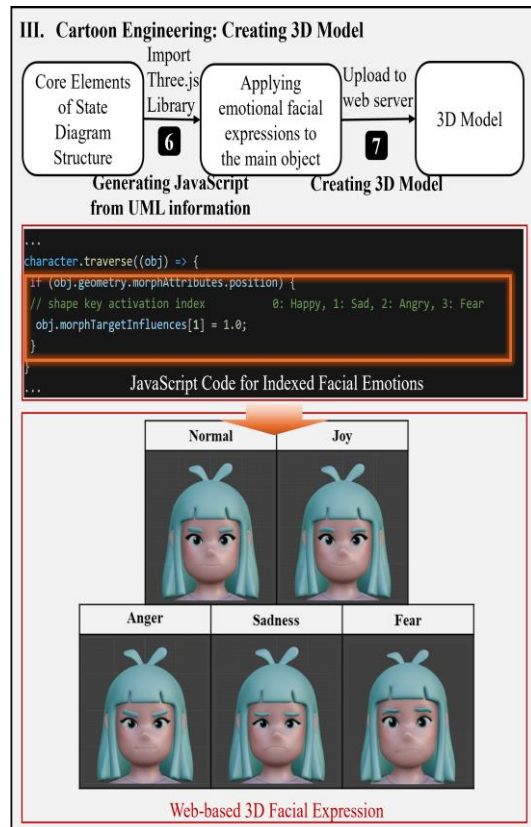 III. Cartoon Engineering: Creating 3D Model
Core Elements
of State
Diagram
Structure
Import
Three.js
Library
6
Generating JavaScript
from UML information
Applying
emotional facial
expressions to
the main object
Upload to
web server
7
Creating 3D Model
3D Model
...
character.traverse((obj) => {
if (obj.geometry.morphAttributes.position) {
// shape key activation index 0: Happy, 1: Sad, 2: Angry, 3: Fear
obj.morphTargetInfluences[1] = 1.0;
}
}
...
JavaScript Code for Indexed Facial Emotions
Normal
Joy
Anger
Sadness
Fear
Web-based 3D Facial Expression